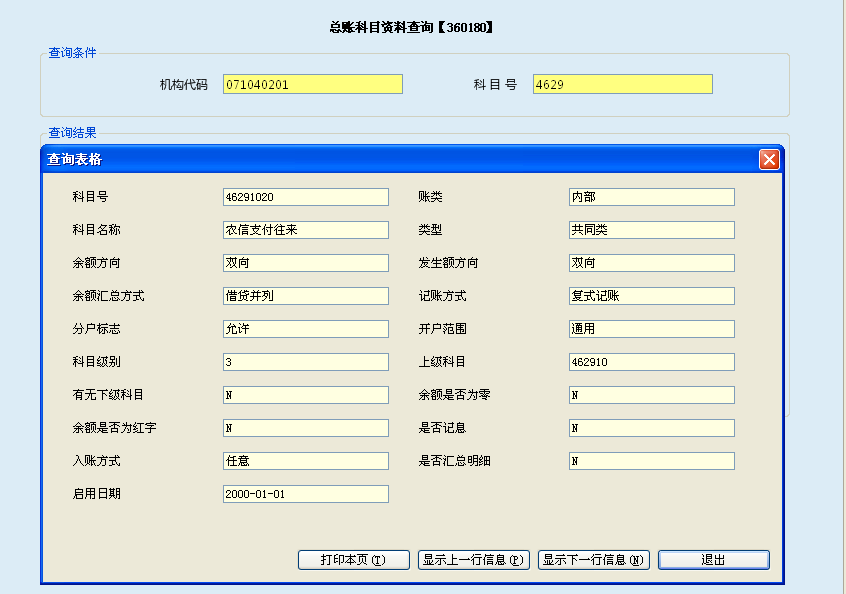 总账科目资料查询【360180】
查询条件
机构代码 071040201 科 目 号 4629
查询结果
查询表格
科目号 46291020 账类 内部
科目名称 农信支付往来 类型 共同类
余额方向 双向 发生额方向 双向
余额汇总方式 借贷并列 记账方式 复式记账
分户标志 允许 开户范围 通用
科目级别 3 上级科目 462910
有无下级科目 N 余额是否为零 N
余额是否为红字 N 是否记息 N
入账方式 任意 是否汇总明细 N
启用日期 2000-01-01
打印本页(T) 显示上一行信息(P) 显示下一行信息(N) 退出